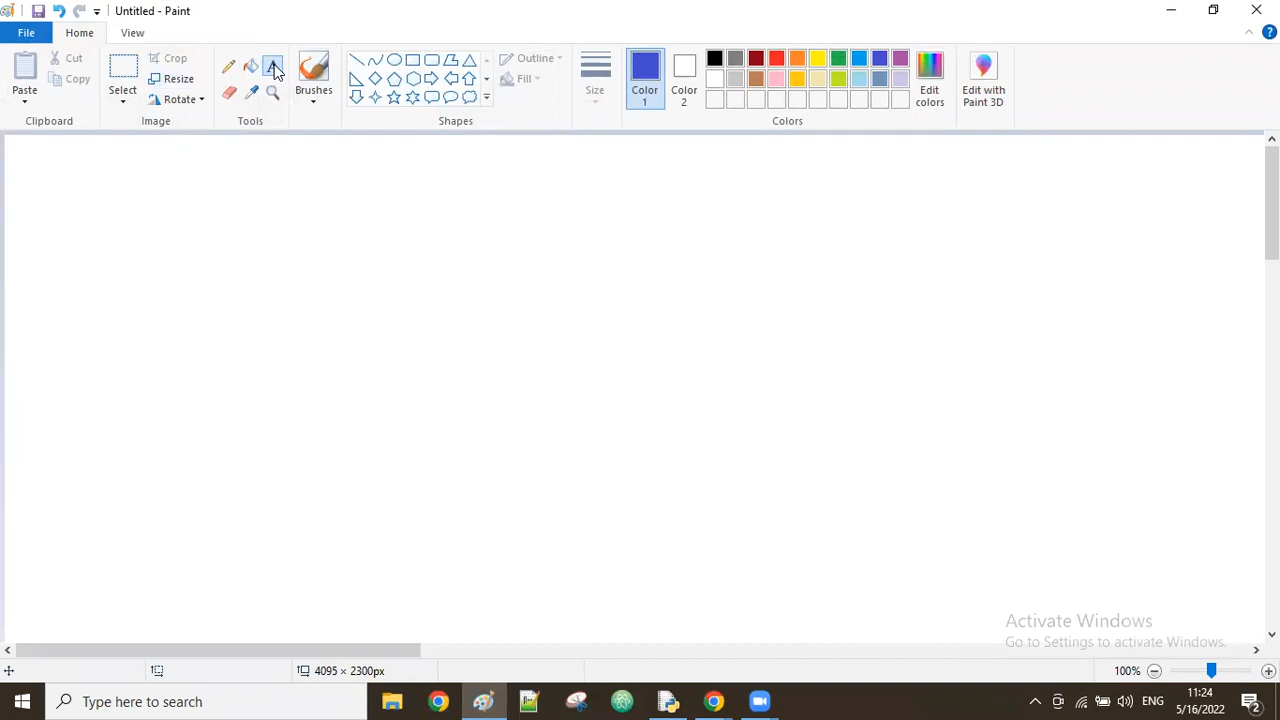 Untitled - Paint
File Home View
Paste
Cut
Copy
Clipboard
Select
Crop
Resize
Rotate
Image
Tools
Brushes
Shapes
Outline
Fill
Size
Color 1
Color 2
Colors
Edit colors
Edit with Paint 3D
Activate Windows
Go to Settings to activate Windows.
4095 × 2300px
100%
Type here to search
ENG
11:24
5/16/2022
2